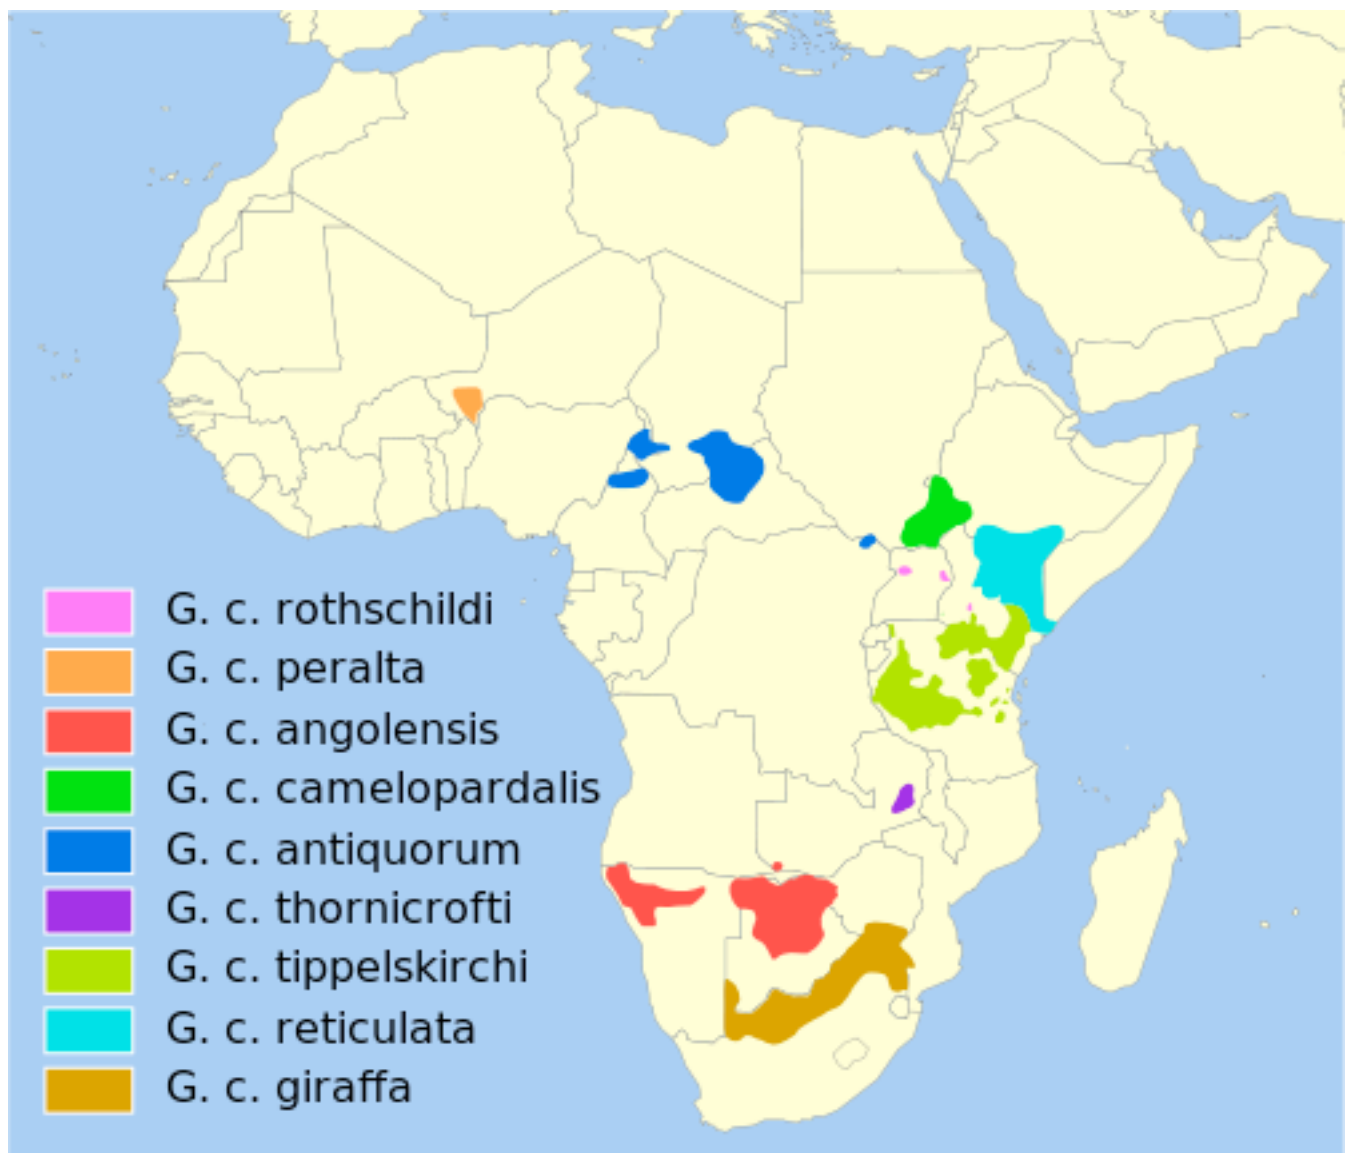 G. c. rothschildi
G. c. peralta
G. c. angolensis
G. c. camelopardalis
G. c. antiquorum
G. c. thornicrofti
G. c. tippelskirchi
G. c. reticulata
G. c. giraffa